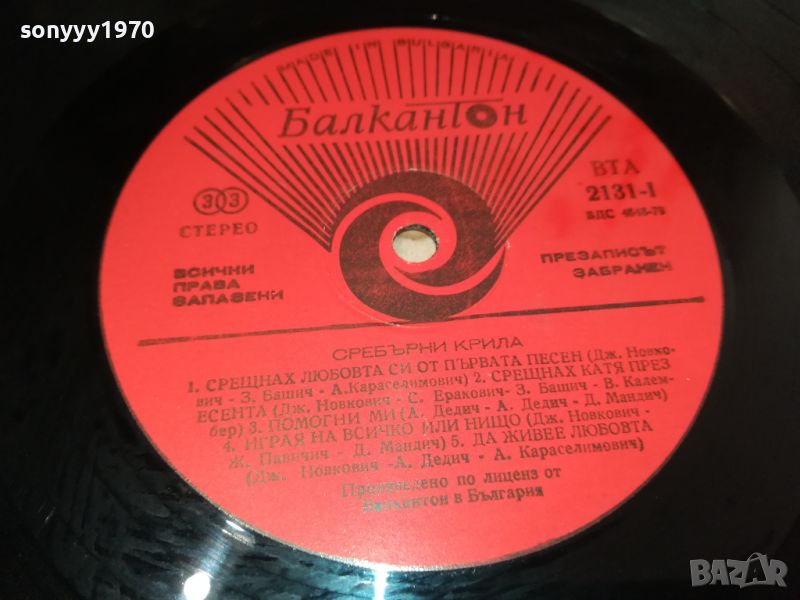 sonyyy1970
MADE IN BULGARIA
Балкантон
ВТА
2131-I
БДС 4645-79
33
СТЕРЕО
ВСИЧКИ
ПРАВА
ЗАПАЗЕНИ
ПРЕЗАПИСЪТ
ЗАБРАНЕН
СРЕБЪРНИ КРИЛА
1. СРЕЩНАХ ЛЮБОВТА СИ ОТ ПЪРВАТА ПЕСЕН (Дж. Новко-
вич - З. Башич - А.Караселимович) 2. СРЕЩНАХ КАТЯ ПРЕЗ
ЕСЕНТА (Дж. Новкович - С. Еракович- З. Башич - В. Калем-
бер) 3. ПОМОГНИ МИ (А. Дедич - А. Дедич - Д. Мандич)
4. ИГРАЯ НА ВСИЧКО ИЛИ НИЩО (Дж. Новкович -
Ж. Павичич - Д. Мандич) 5. ДА ЖИВЕЕ ЛЮБОВТА
(Дж. Новкович -А. Дедич - А. Караселимович)
Произведено по лиценз от
Балкантон в България
BAZAR